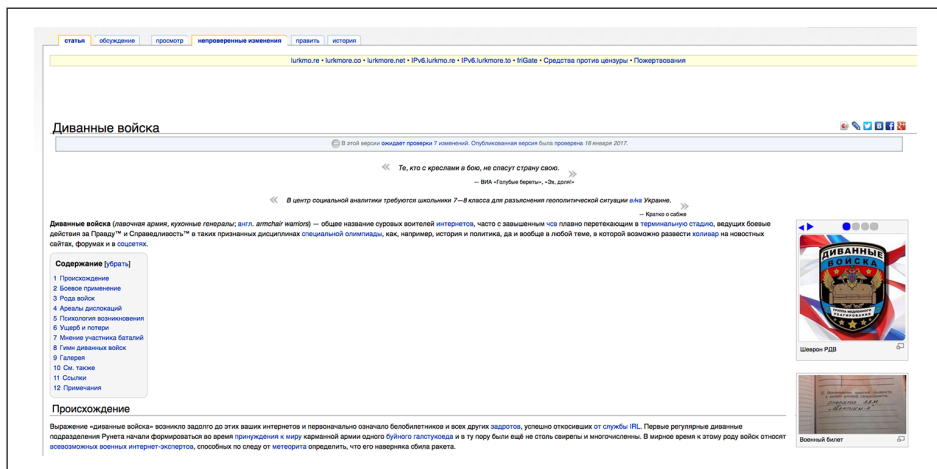 статья обсуждение просмотр непроверенные изменения править история
lurkmo.re • lurkmore.co • lurkmore.net • IPv6.lurkmo.re • IPv6.lurkmore.to • friGate • Средства против цензуры • Пожертвования
Диванные войска
В этой версии ожидает проверки 7 изменений. Опубликованная версия была проверена 16 января 2017.
« Те, кто с креслами в бою, не спасут страну свою. »
— ВИА «Голубые береты», «Эх, доля!»
« В центр социальной аналитики требуются школьники 7—8 класса для разъяснения геополитической ситуации в/на Украине. »
— Кратко о сабже
Диванные войска (лавочная армия, кухонные генералы; англ. armchair warriors) — общее название суровых воителей интернетов, часто с завышенным чсв плавно перетекающим в терминальную стадию, ведущих боевые
действия за Правду™ и Справедливость™ в таких признанных дисциплинах специальной олимпиады, как, например, история и политика, да и вообще в любой теме, в которой возможно развести холивар на новостных
сайтах, форумах и в соцсетях.
Содержание [убрать]
1 Происхождение
2 Боевое применение
3 Рода войск
4 Ареалы дислокаций
5 Психология возникновения
6 Ущерб и потери
7 Мнение участника баталий
8 Гимн диванных войск
9 Галерея
10 См. также
11 Ссылки
12 Примечания
ДИВАННЫЕ
ВОЙСКА
Шеврон РДВ
Военный билет
Происхождение
Выражение «диванные войска» возникло задолго до этих ваших интернетов и первоначально означало белобилетников и всех других задротов, успешно откосивших от службы IRL. Первые регулярные диванные
подразделения Рунета начали формироваться во время принуждения к миру карманной армии одного буйного галстукоеда и в ту пору были ещё не столь свирепы и многочисленны. В мирное время к этому роду войск относят
всевозможных военных интернет-экспертов, способных по следу от метеорита определить, что его наверняка сбила ракета.